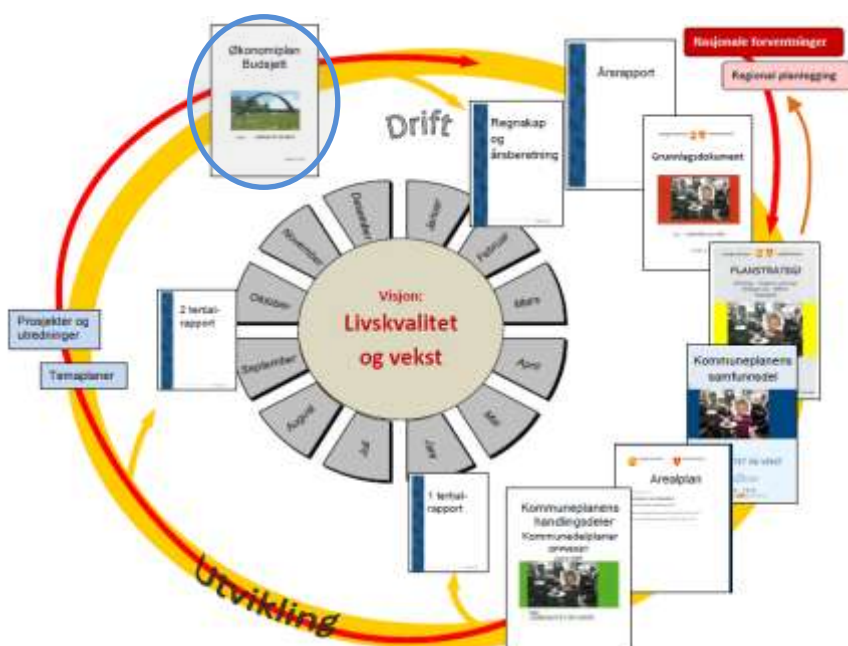 Økonomiplan
Budsjett
Drift
Årsrapport
Nasjonale forventninger
Regional planlegging
Regnskap
og
årsberetning
Grunnlagsdokument
PLANSTRATEGI
Kommuneplanens
samfunnsdel
Arealplan
Kommuneplanens
handlingsdeler
Kommunedelplaner
OPPVEKST
1 tertial-
rapport
2 tertial-
rapport
Prosjekter og
utredninger
Temaplaner
Utvikling
Januar
Februar
Mars
April
Mai
Juni
Juli
August
September
Oktober
November
Desember
Visjon:
Livskvalitet
og vekst